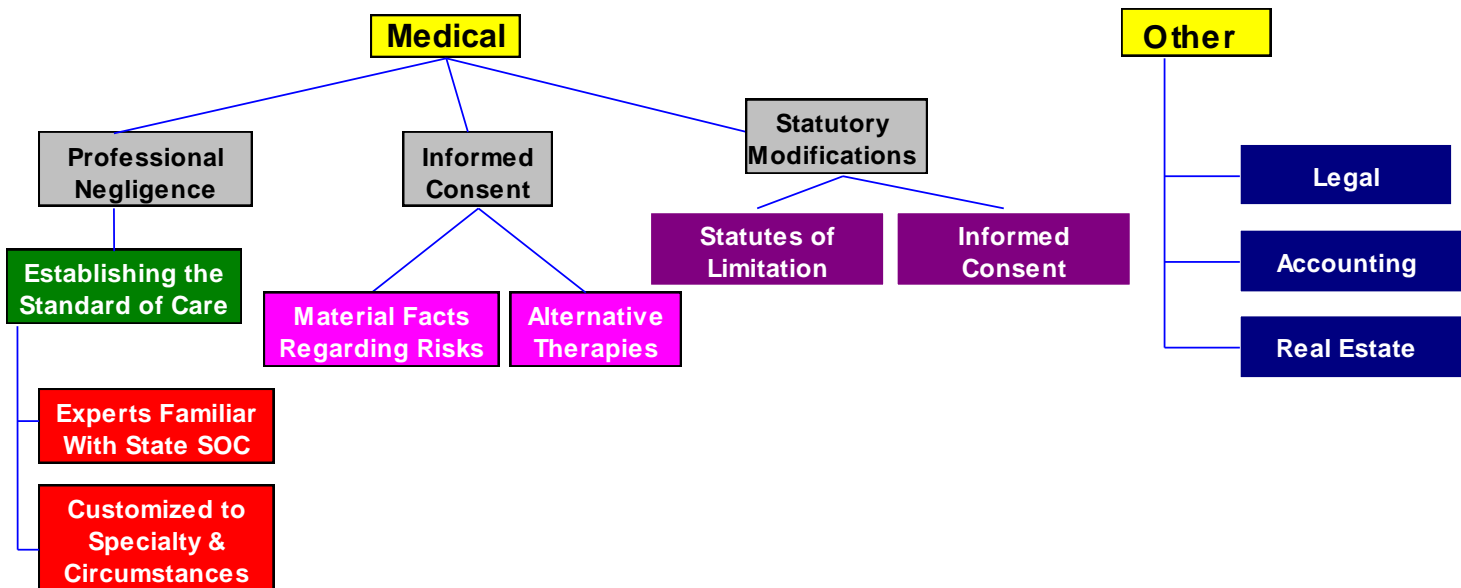 Medical
Other
Professional
Negligence
Informed
Consent
Statutory
Modifications
Legal
Establishing the
Standard of Care
Statutes of
Limitation
Informed
Consent
Accounting
Material Facts
Regarding Risks
Alternative
Therapies
Real Estate
Experts Familiar
With State SOC
Customized to
Specialty &
Circumstances